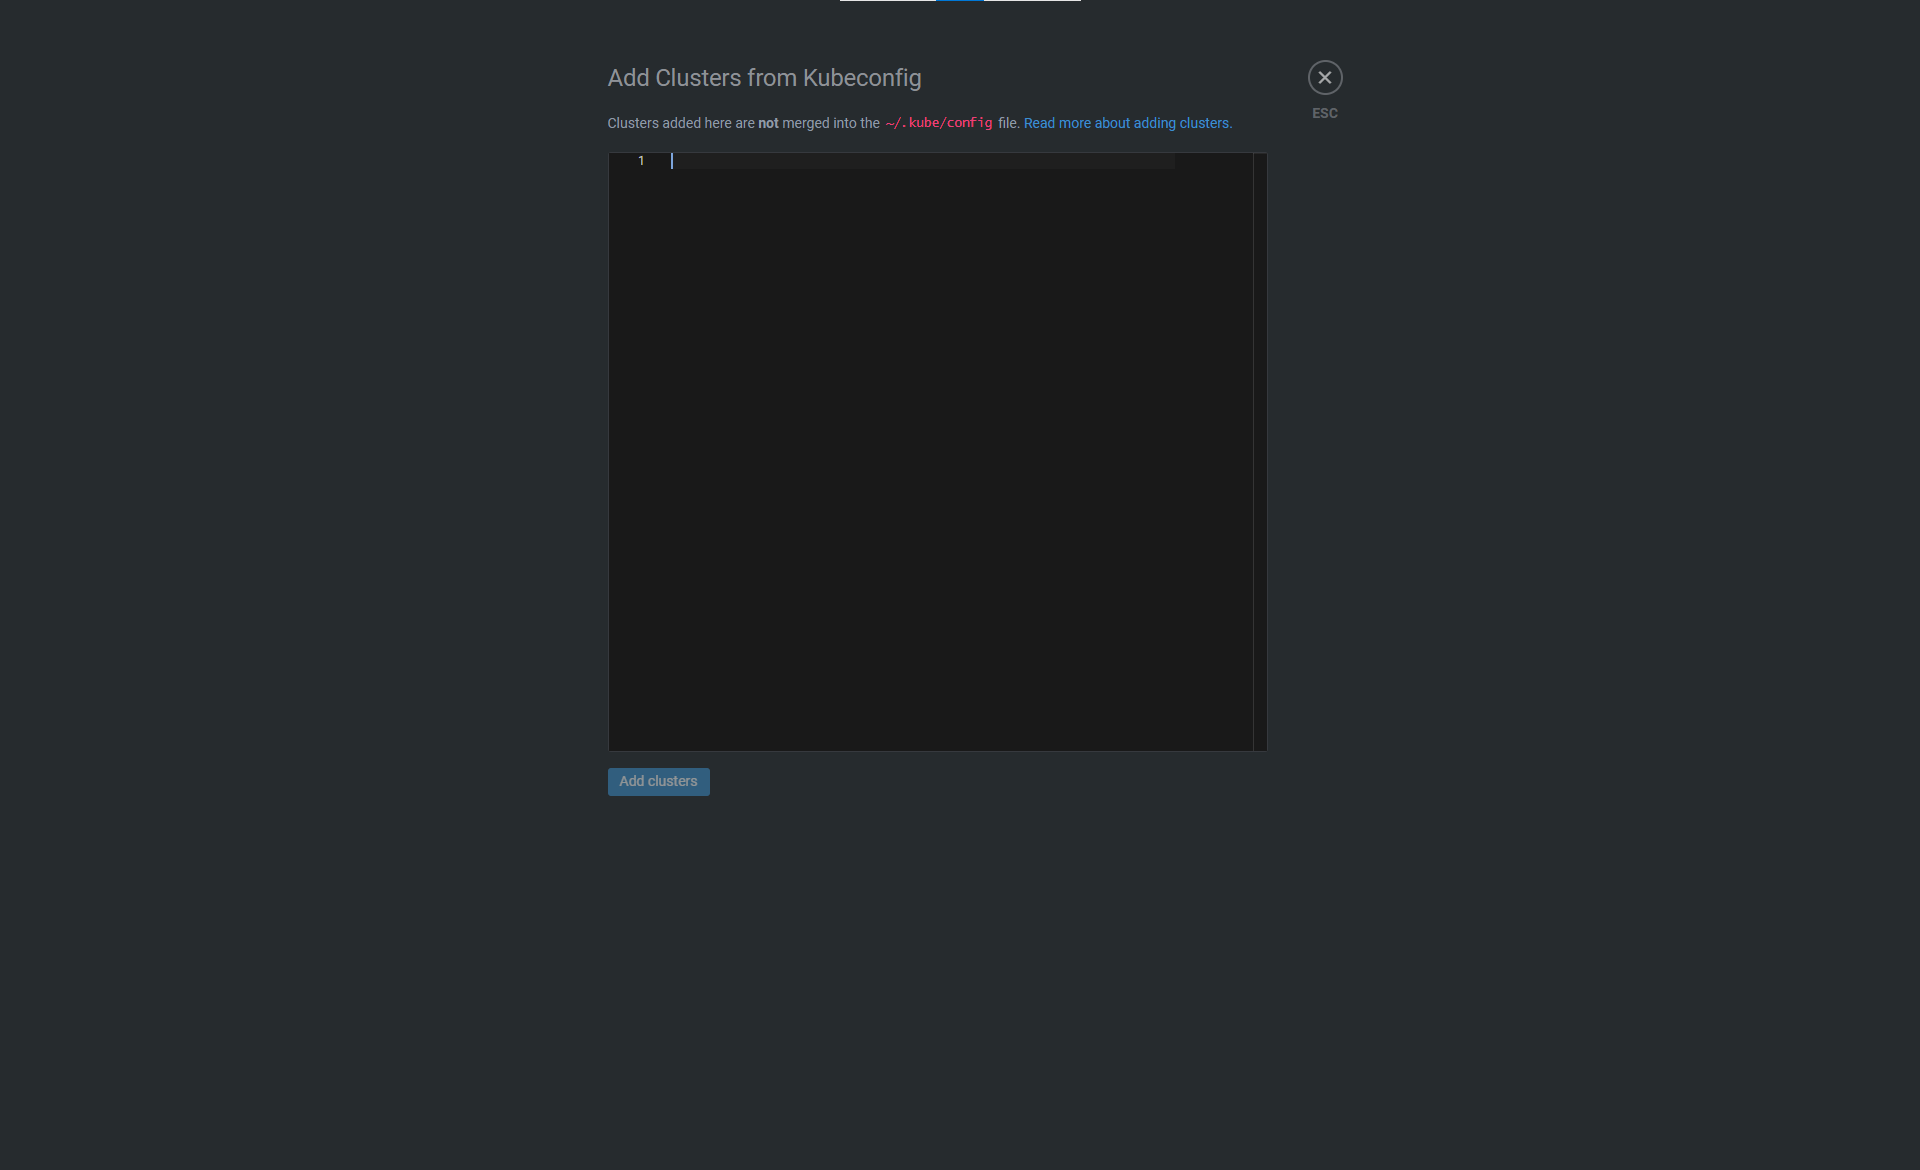 Add Clusters from Kubeconfig
ESC
Clusters added here are not merged into the ~/.kube/config file. Read more about adding clusters.
1
Add clusters